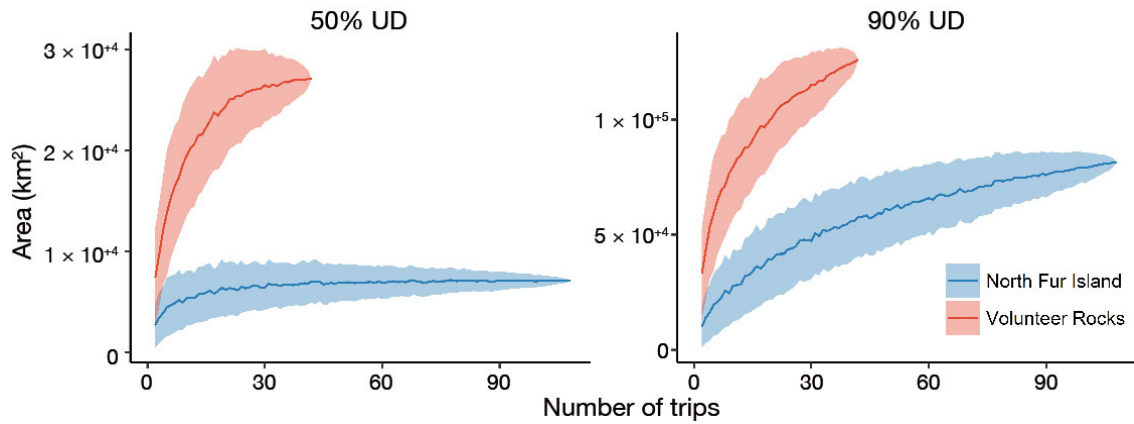 50% UD
90% UD
3 × 10⁺⁴
2 × 10⁺⁴
1 × 10⁺⁴
0
1 × 10⁺⁵
5 × 10⁺⁴
0
Area (km²)
0 30 60 90
0 30 60 90
Number of trips
North Fur Island
Volunteer Rocks